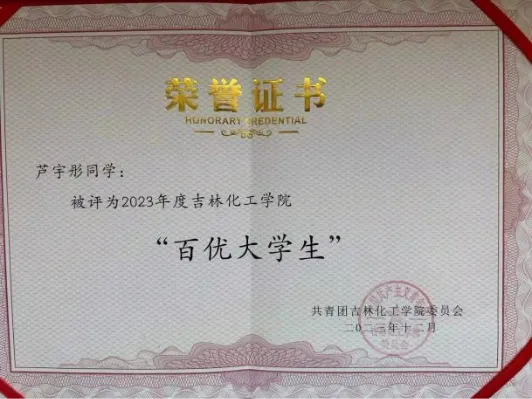 荣誉证书
HONORARY CREDENTIAL
芦宇彤同学：
被评为2023年度吉林化工学院
“百优大学生”
共青团吉林化工学院委员会
二〇二三年十二月